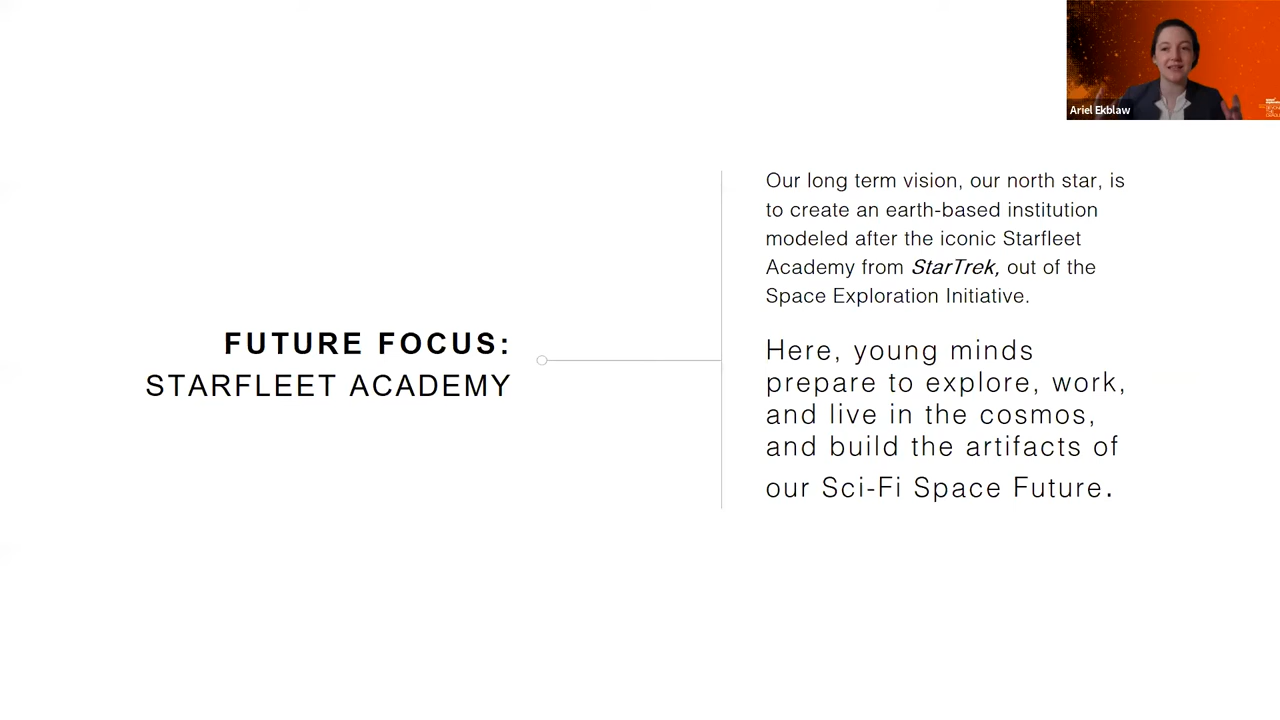 Ariel Ekblaw
FUTURE FOCUS:
STARFLEET ACADEMY
Our long term vision, our north star, is
to create an earth-based institution
modeled after the iconic Starfleet
Academy from StarTrek, out of the
Space Exploration Initiative.
Here, young minds
prepare to explore, work,
and live in the cosmos,
and build the artifacts of
our Sci-Fi Space Future.